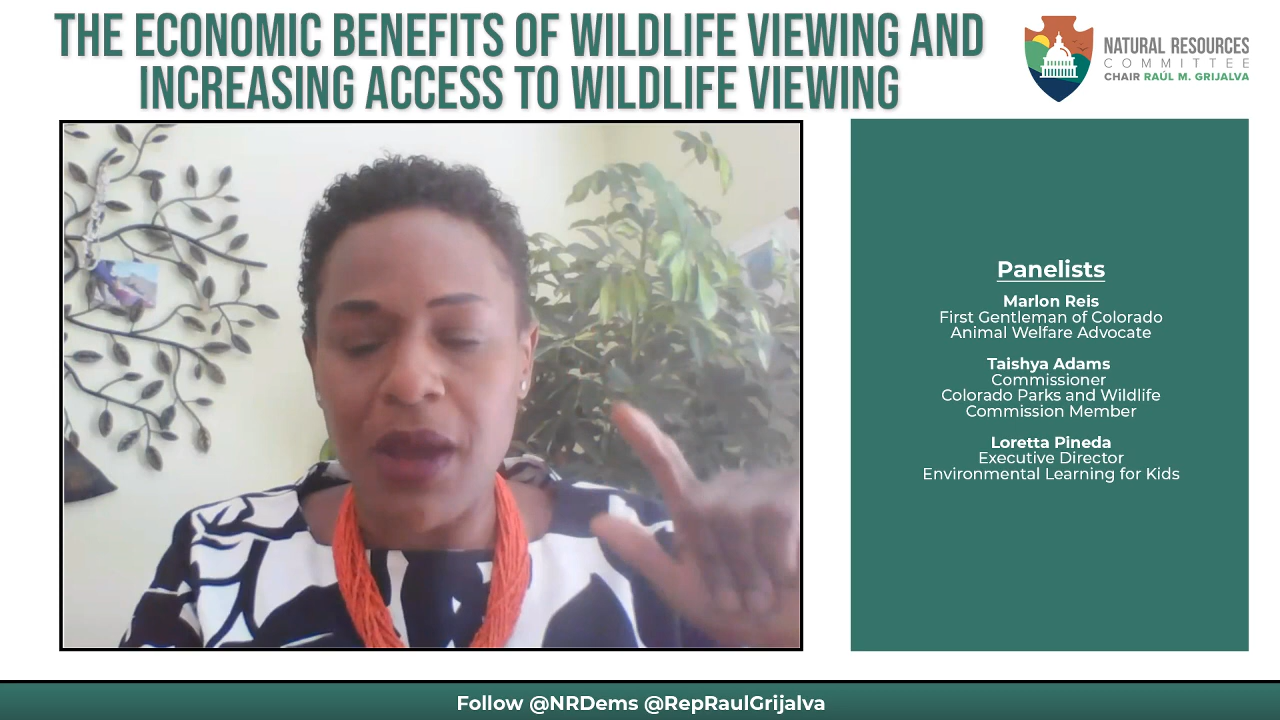 THE ECONOMIC BENEFITS OF WILDLIFE VIEWING AND
INCREASING ACCESS TO WILDLIFE VIEWING
NATURAL RESOURCES
COMMITTEE
CHAIR RAÚL M. GRIJALVA
Panelists
Marlon Reis
First Gentleman of Colorado
Animal Welfare Advocate
Taishya Adams
Commissioner
Colorado Parks and Wildlife
Commission Member
Loretta Pineda
Executive Director
Environmental Learning for Kids
Follow @NRDems @RepRaulGrijalva